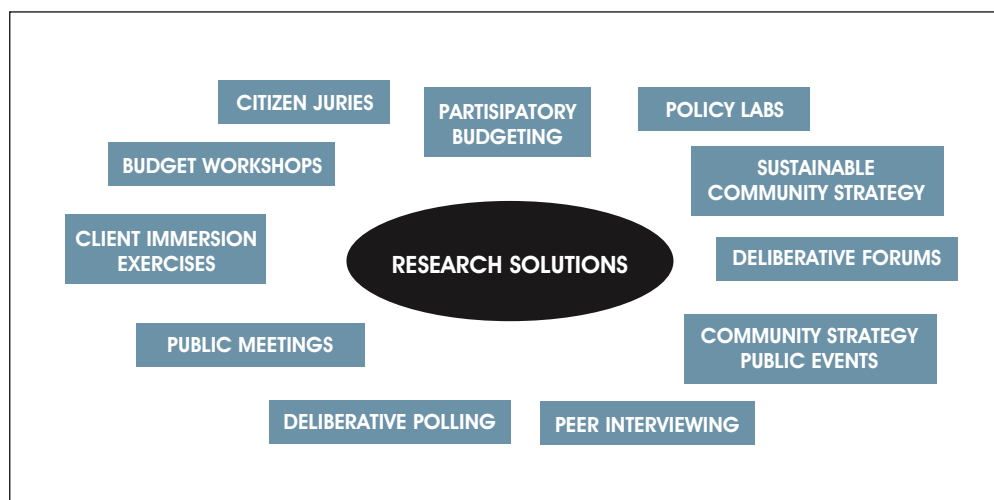 CITIZEN JURIES
PARTISIPATORY
BUDGETING
POLICY LABS
BUDGET WORKSHOPS
SUSTAINABLE
COMMUNITY STRATEGY
CLIENT IMMERSION
EXERCISES
RESEARCH SOLUTIONS
DELIBERATIVE FORUMS
PUBLIC MEETINGS
COMMUNITY STRATEGY
PUBLIC EVENTS
DELIBERATIVE POLLING
PEER INTERVIEWING